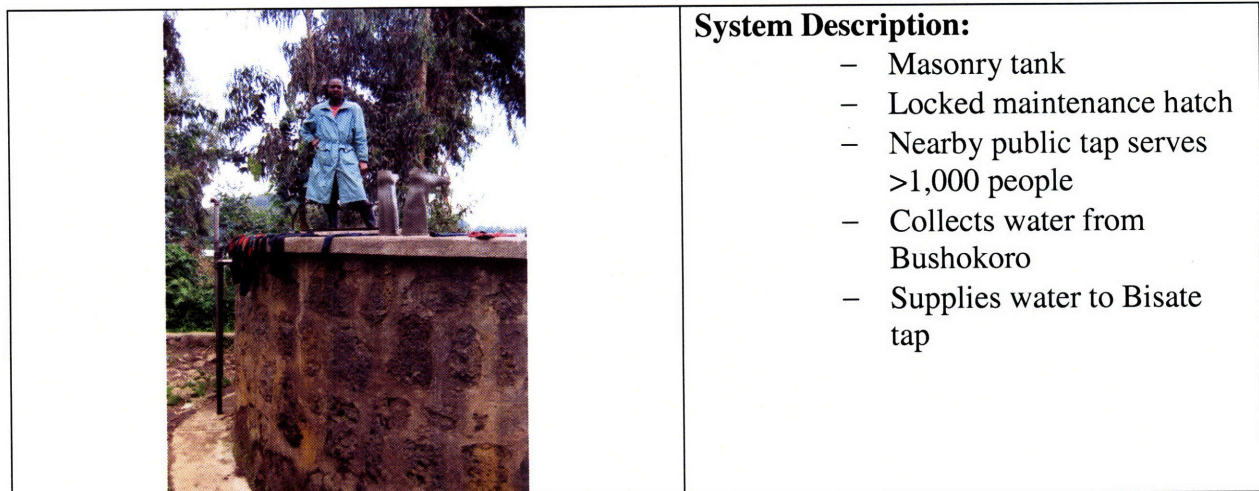 System Description:
– Masonry tank
– Locked maintenance hatch
– Nearby public tap serves
>1,000 people
– Collects water from
Bushokoro
– Supplies water to Bisate
tap